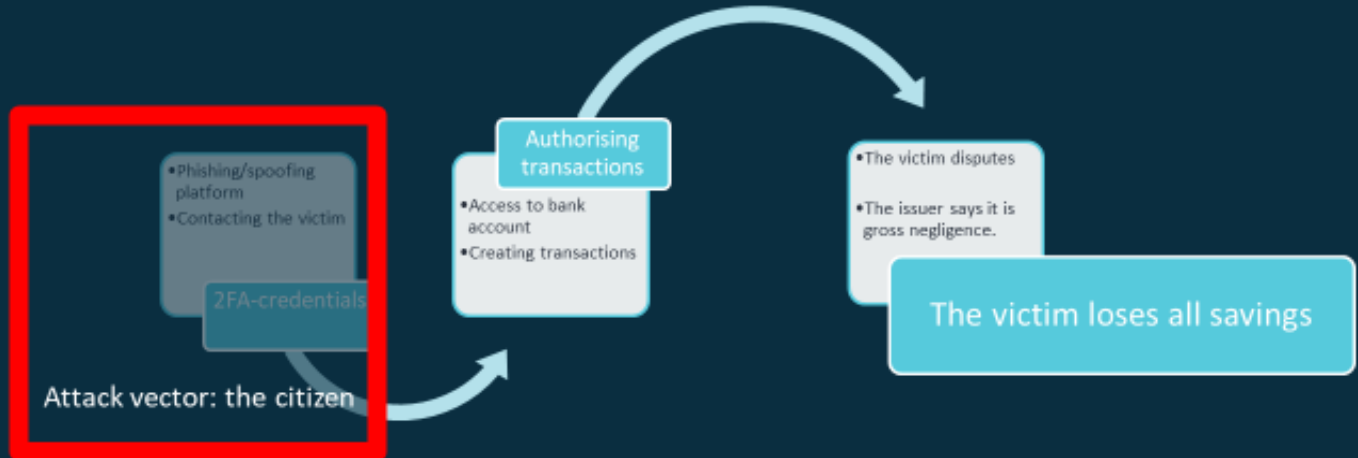 •Phishing/spoofing
platform
•Contacting the victim
2FA-credentials
Attack vector: the citizen
Authorising
transactions
•Access to bank
account
•Creating transactions
•The victim disputes
•The issuer says it is
gross negligence.
The victim loses all savings